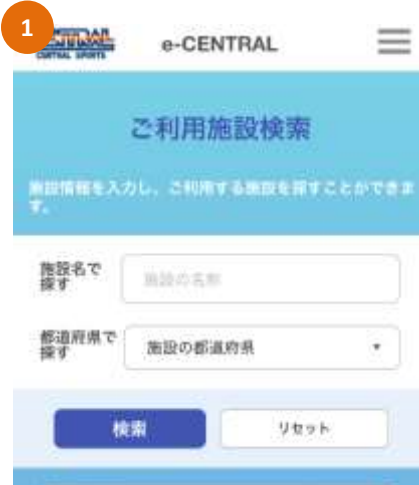 1
CENTRAL
CENTRAL SPORTS
e-CENTRAL
ご利用施設検索
施設情報を入力し、ご利用する施設を探すことができま
す。
施設名で
探す
施設の名称
都道府県で
探す
施設の都道府県
検索
リセット